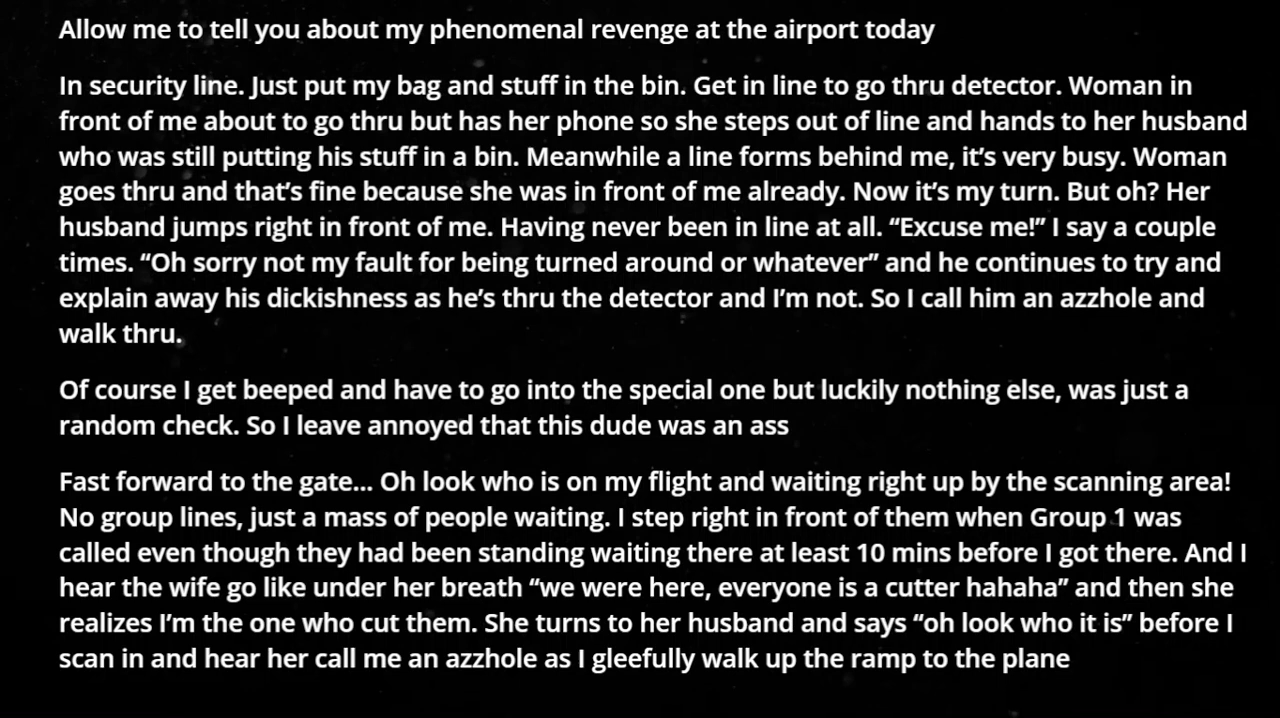 Allow me to tell you about my phenomenal revenge at the airport today
In security line. Just put my bag and stuff in the bin. Get in line to go thru detector. Woman in
front of me about to go thru but has her phone so she steps out of line and hands to her husband
who was still putting his stuff in a bin. Meanwhile a line forms behind me, it’s very busy. Woman
goes thru and that’s fine because she was in front of me already. Now it’s my turn. But oh? Her
husband jumps right in front of me. Having never been in line at all. “Excuse me!” I say a couple
times. “Oh sorry not my fault for being turned around or whatever” and he continues to try and
explain away his dickishness as he’s thru the detector and I’m not. So I call him an azzhole and
walk thru.
Of course I get beeped and have to go into the special one but luckily nothing else, was just a
random check. So I leave annoyed that this dude was an ass
Fast forward to the gate... Oh look who is on my flight and waiting right up by the scanning area!
No group lines, just a mass of people waiting. I step right in front of them when Group 1 was
called even though they had been standing waiting there at least 10 mins before I got there. And I
hear the wife go like under her breath “we were here, everyone is a cutter hahaha” and then she
realizes I’m the one who cut them. She turns to her husband and says “oh look who it is” before I
scan in and hear her call me an azzhole as I gleefully walk up the ramp to the plane